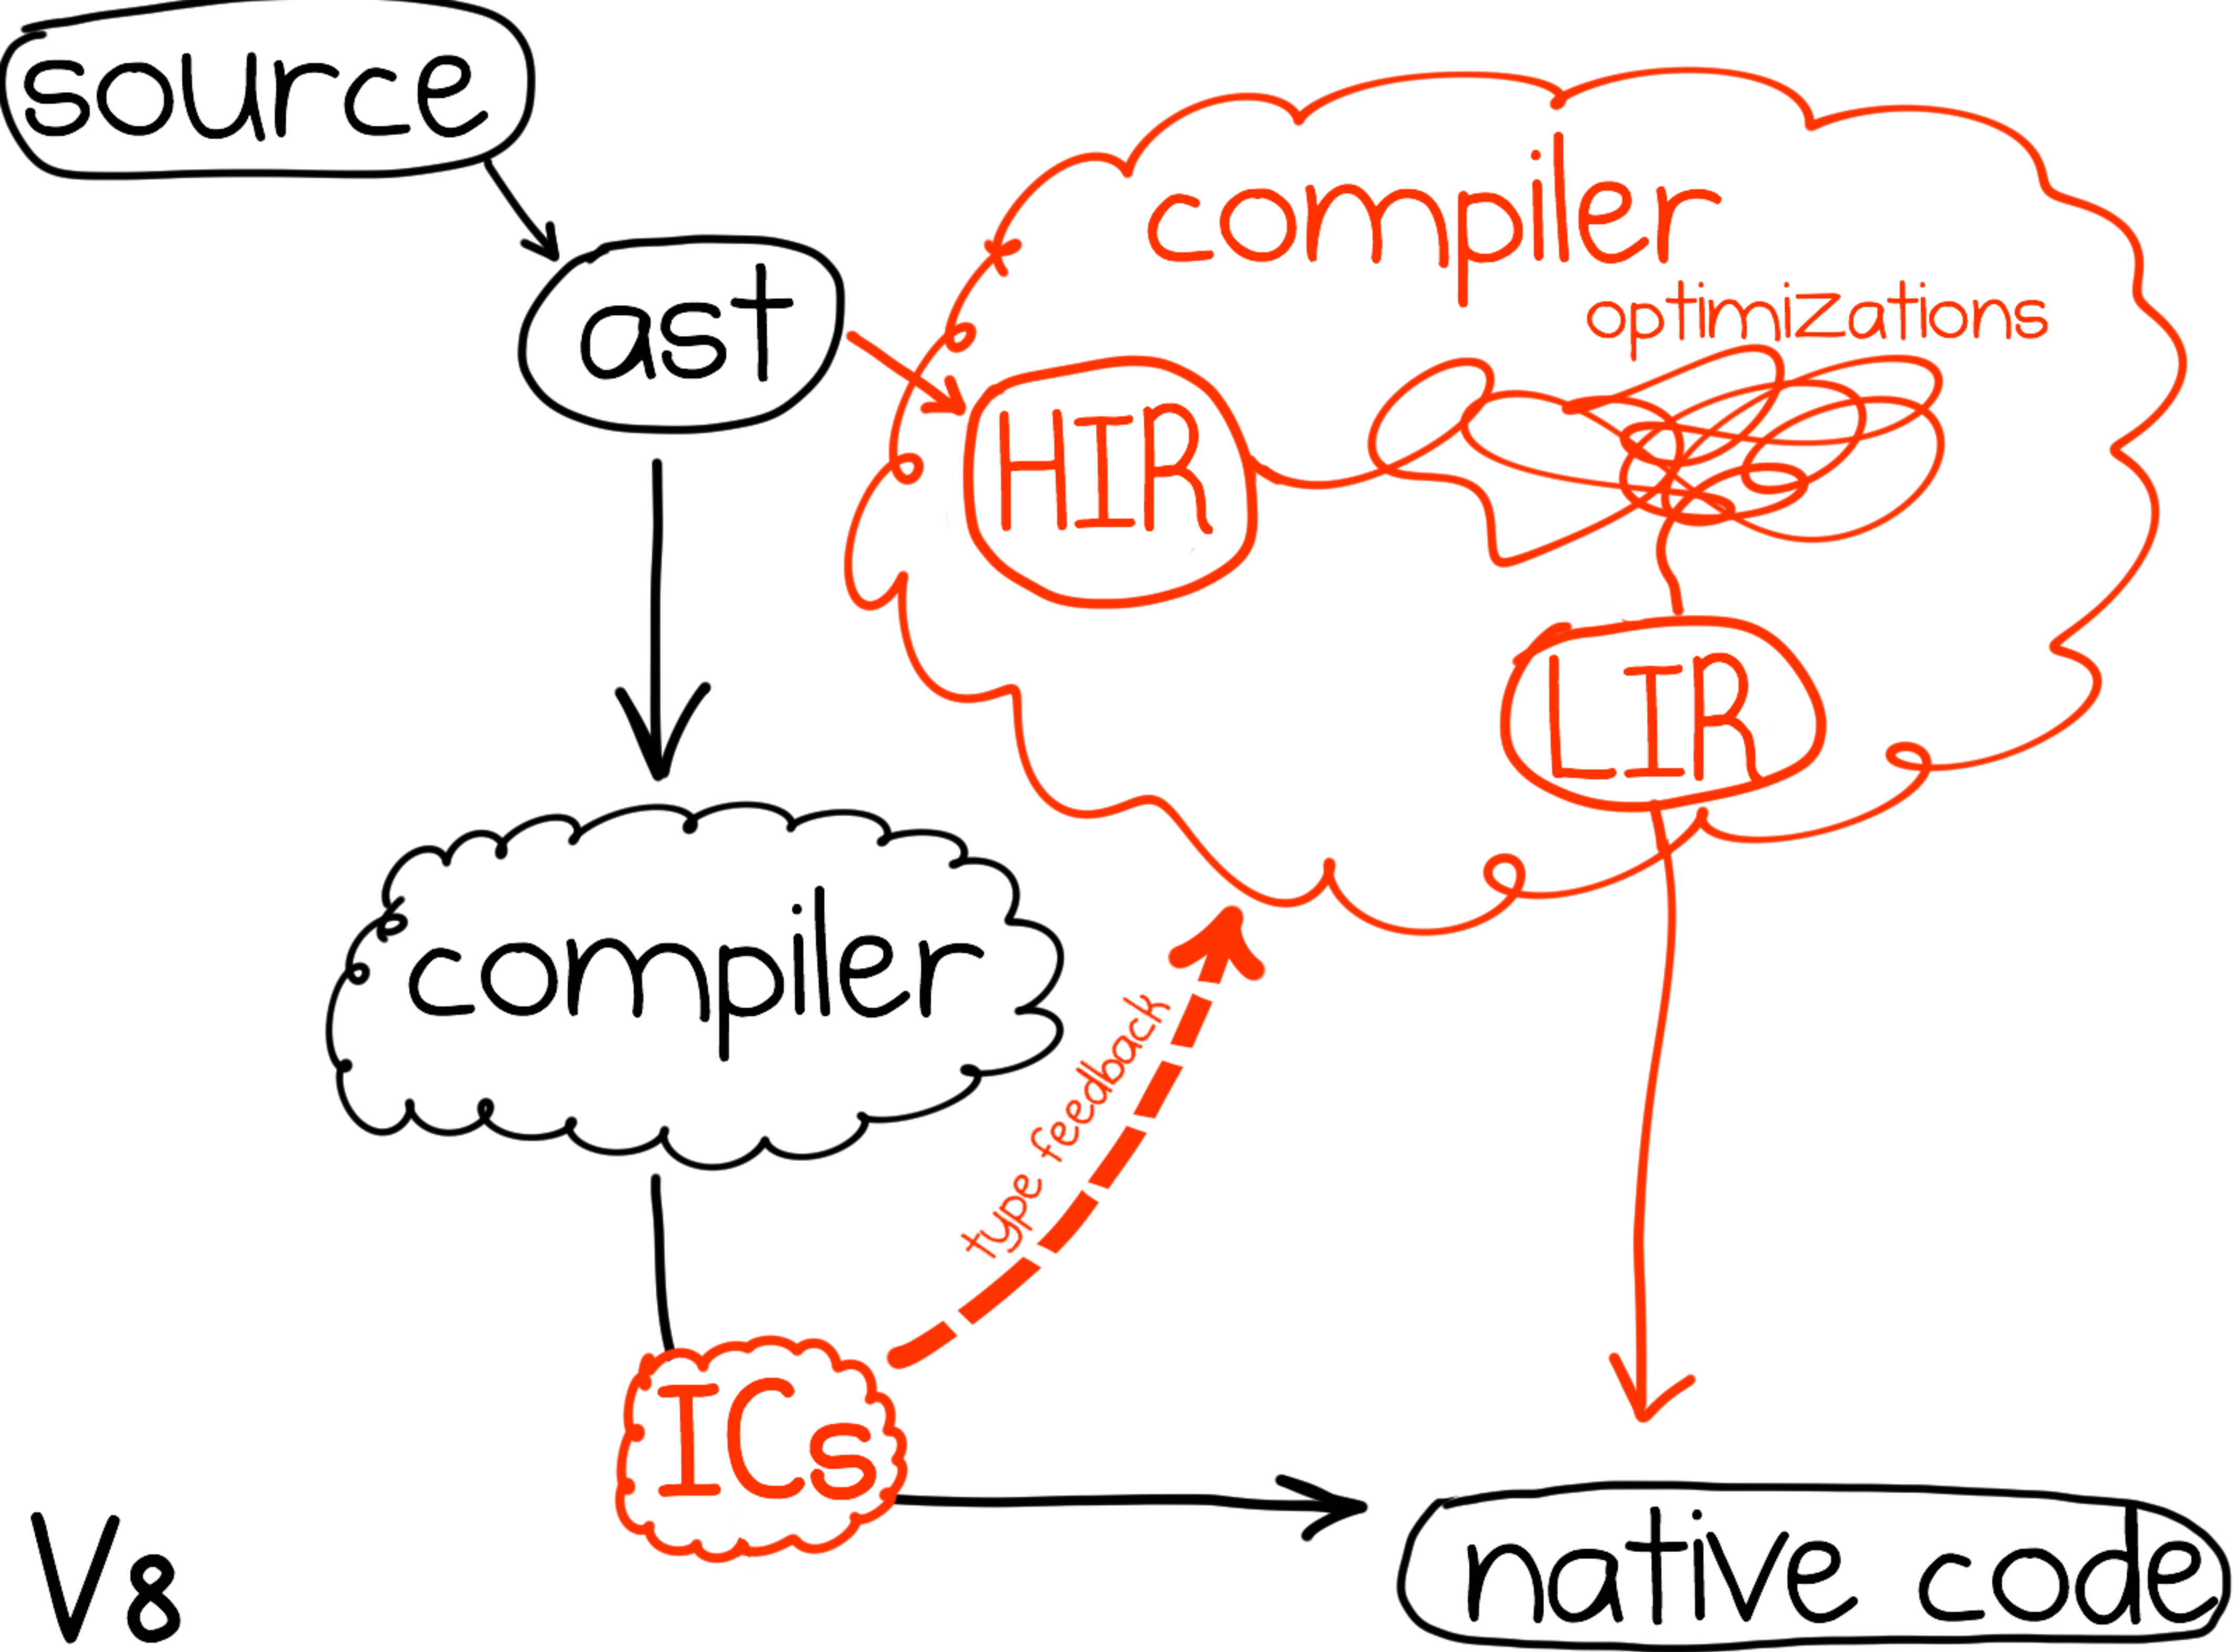 source
ast
compiler
optimizations
HIR
LIR
compiler
type feedback
ICs
V8
native code